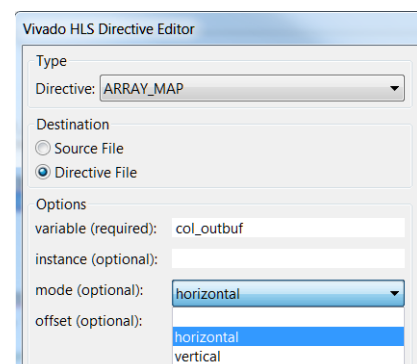 Vivado HLS Directive Editor
Type
Directive: ARRAY_MAP
Destination
Source File
Directive File
Options
variable (required): col_outbuf
instance (optional):
mode (optional): horizontal
offset (optional):
horizontal
vertical